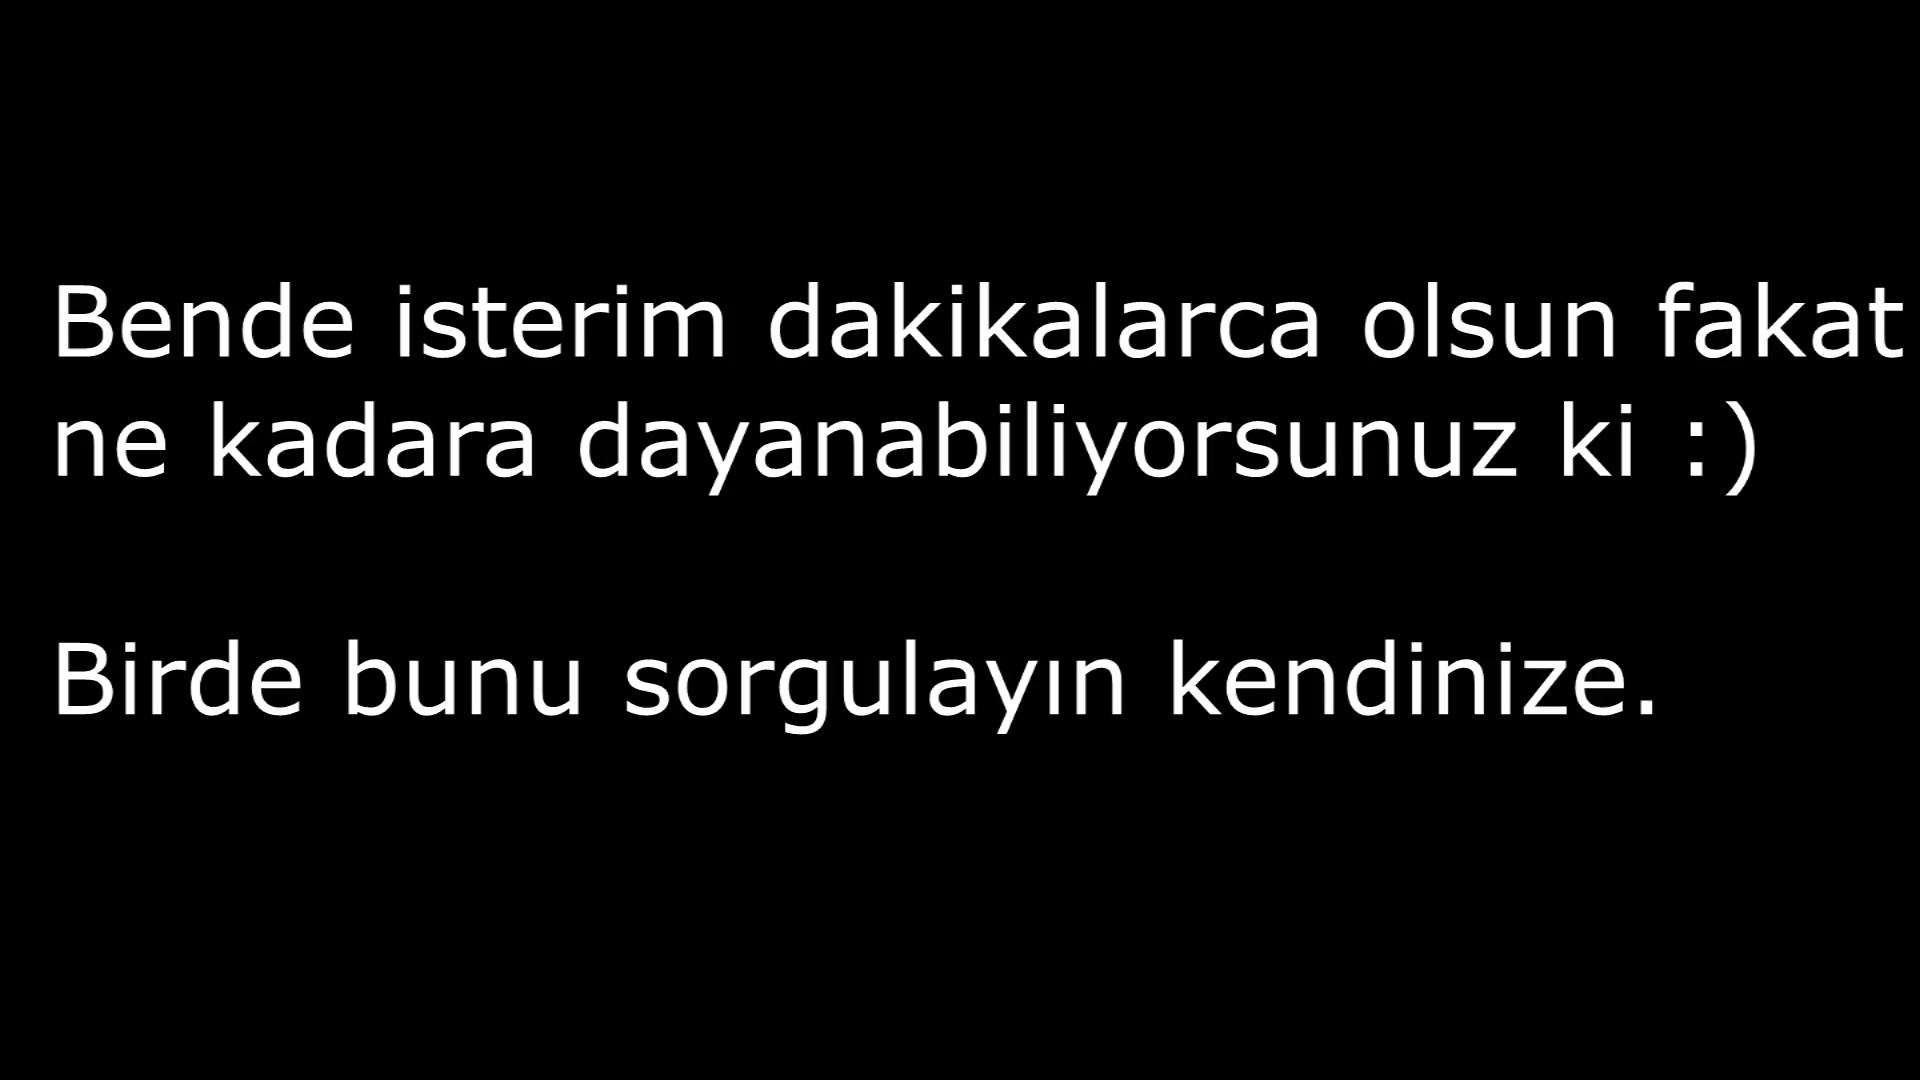 Bende isterim dakikalarca olsun fakat
ne kadara dayanabiliyorsunuz ki :)
Birde bunu sorgulayın kendinize.